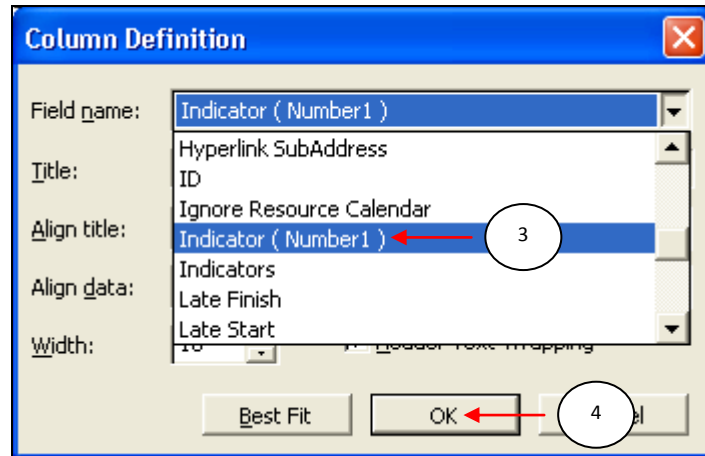 Column Definition
Field name:
Indicator ( Number1 )
Hyperlink SubAddress
Title:
ID
Ignore Resource Calendar
Align title:
Indicator ( Number1 )
3
Indicators
Align data:
Late Finish
Late Start
Width:
Best Fit
OK
4